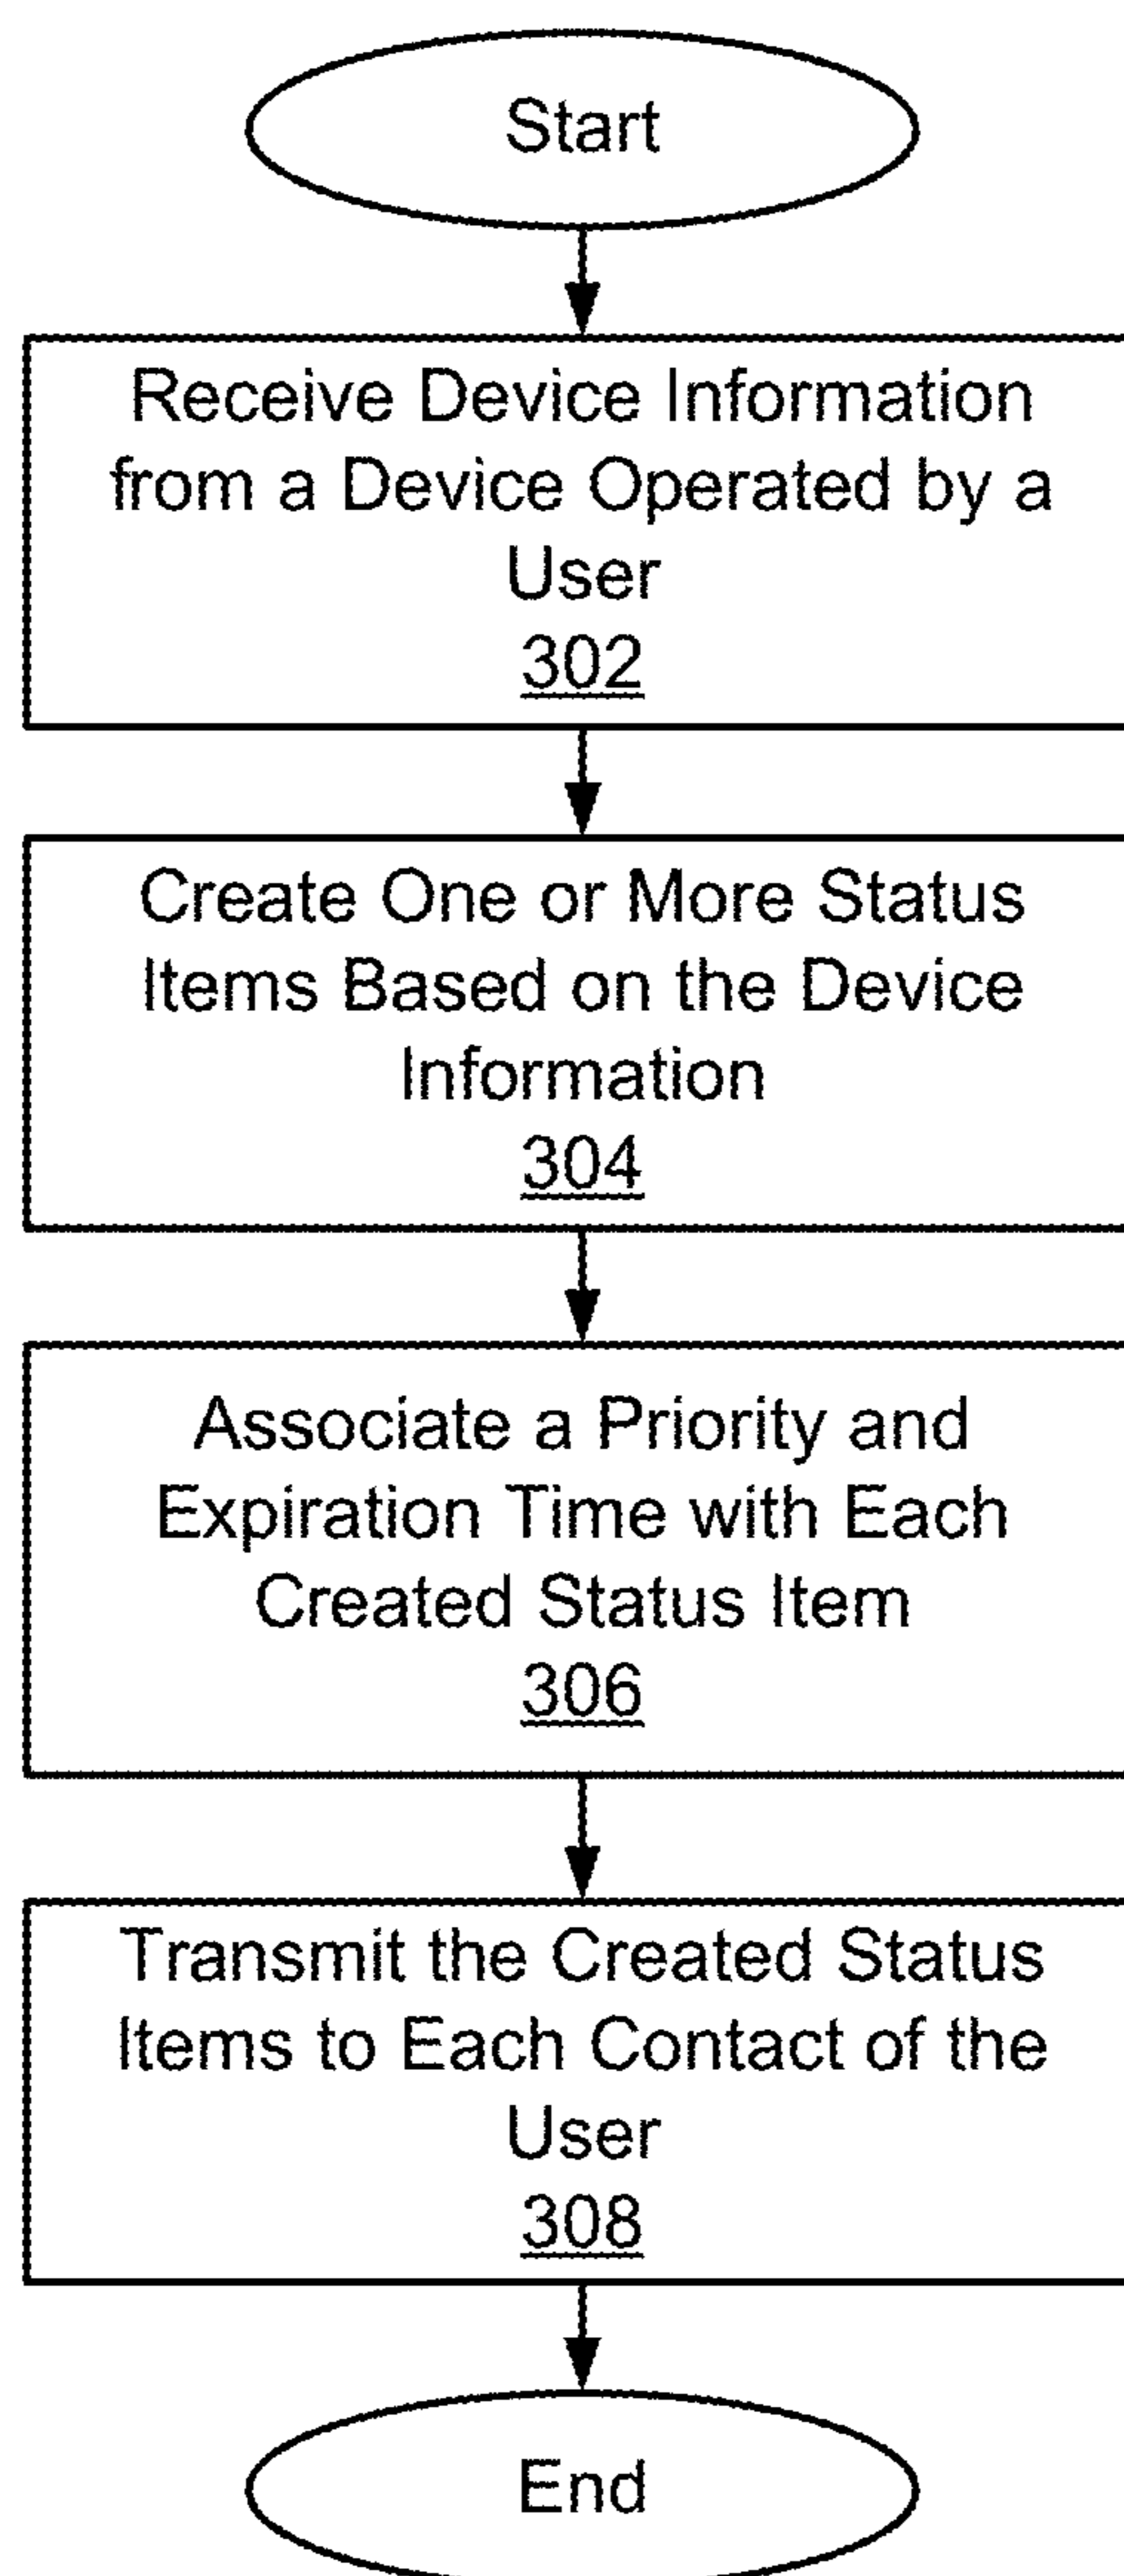 Start
Receive Device Information
from a Device Operated by a
User
302
Create One or More Status
Items Based on the Device
Information
304
Associate a Priority and
Expiration Time with Each
Created Status Item
306
Transmit the Created Status
Items to Each Contact of the
User
308
End